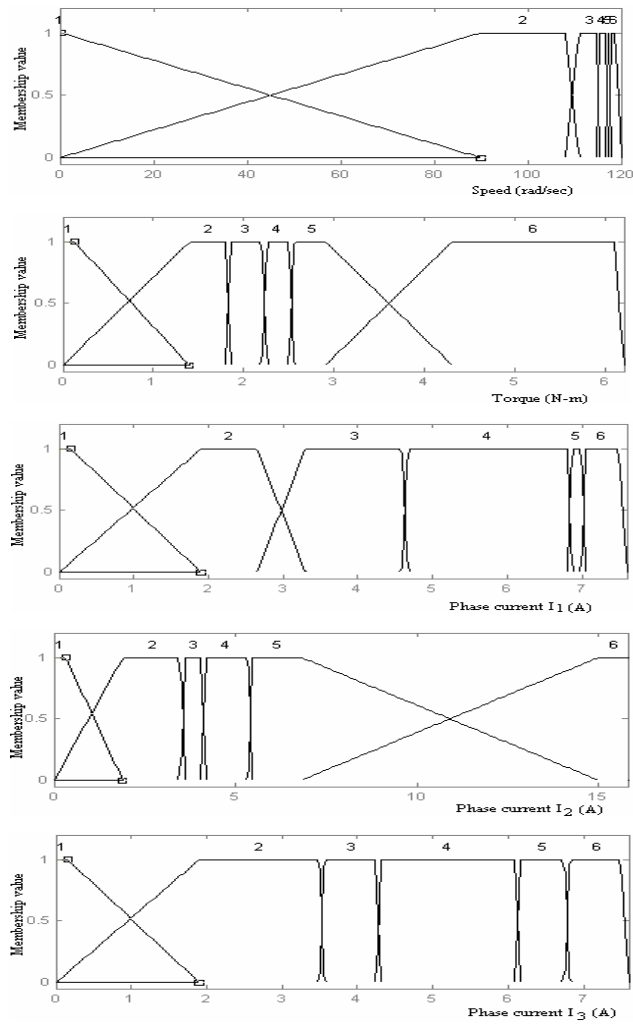 1 2 3 4 5 6
1
0.5
0
Membership value
0 20 40 60 80 100 120
Speed (rad/sec)
1 2 3 4 5 6
1
0.5
0
Membership value
0 1 2 3 4 5 6
Torque (N-m)
1 2 3 4 5 6
1
0.5
0
Membership value
0 1 2 3 4 5 6 7
Phase current I1 (A)
1 2 3 4 5 6
1
0.5
0
Membership value
0 5 10 15
Phase current I2 (A)
1 2 3 4 5 6
1
0.5
0
Membership value
0 1 2 3 4 5 6 7
Phase current I3 (A)